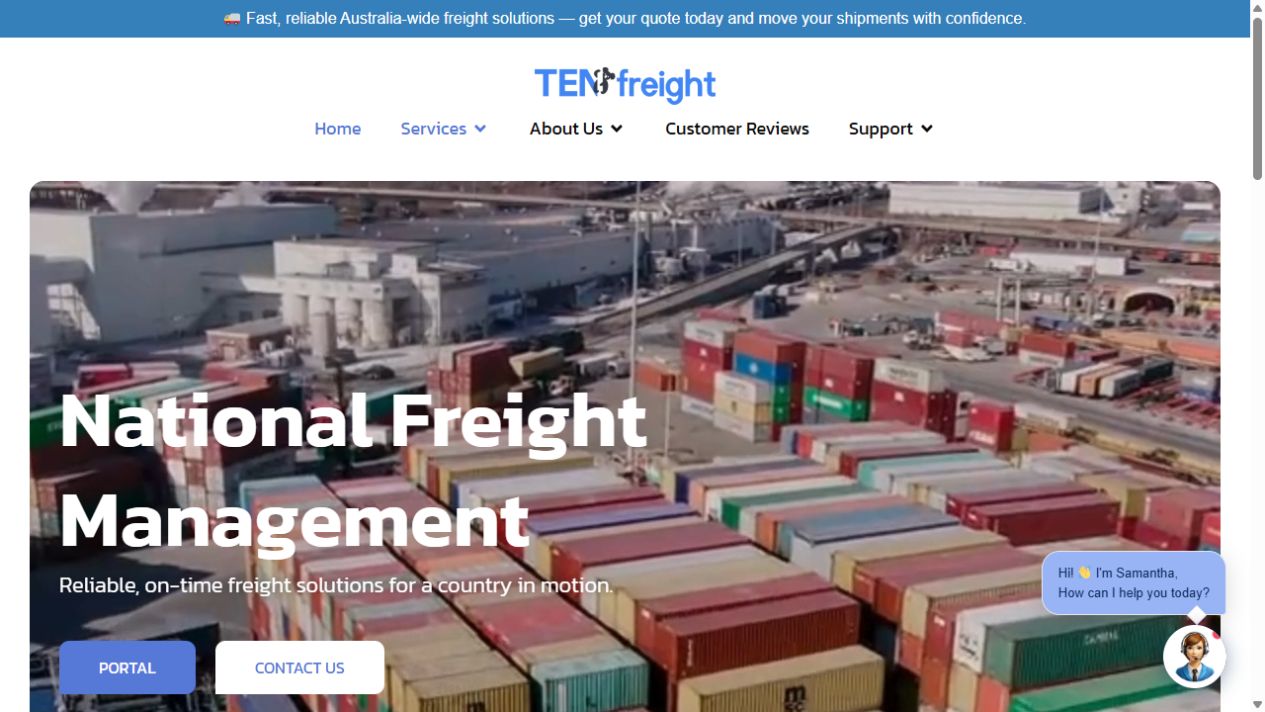 🚛 Fast, reliable Australia-wide freight solutions — get your quote today and move your shipments with confidence.
TEN freight
Home Services About Us Customer Reviews Support
National Freight
Management
Reliable, on-time freight solutions for a country in motion.
PORTAL CONTACT US
Hi! 👋 I'm Samantha,
How can I help you today?